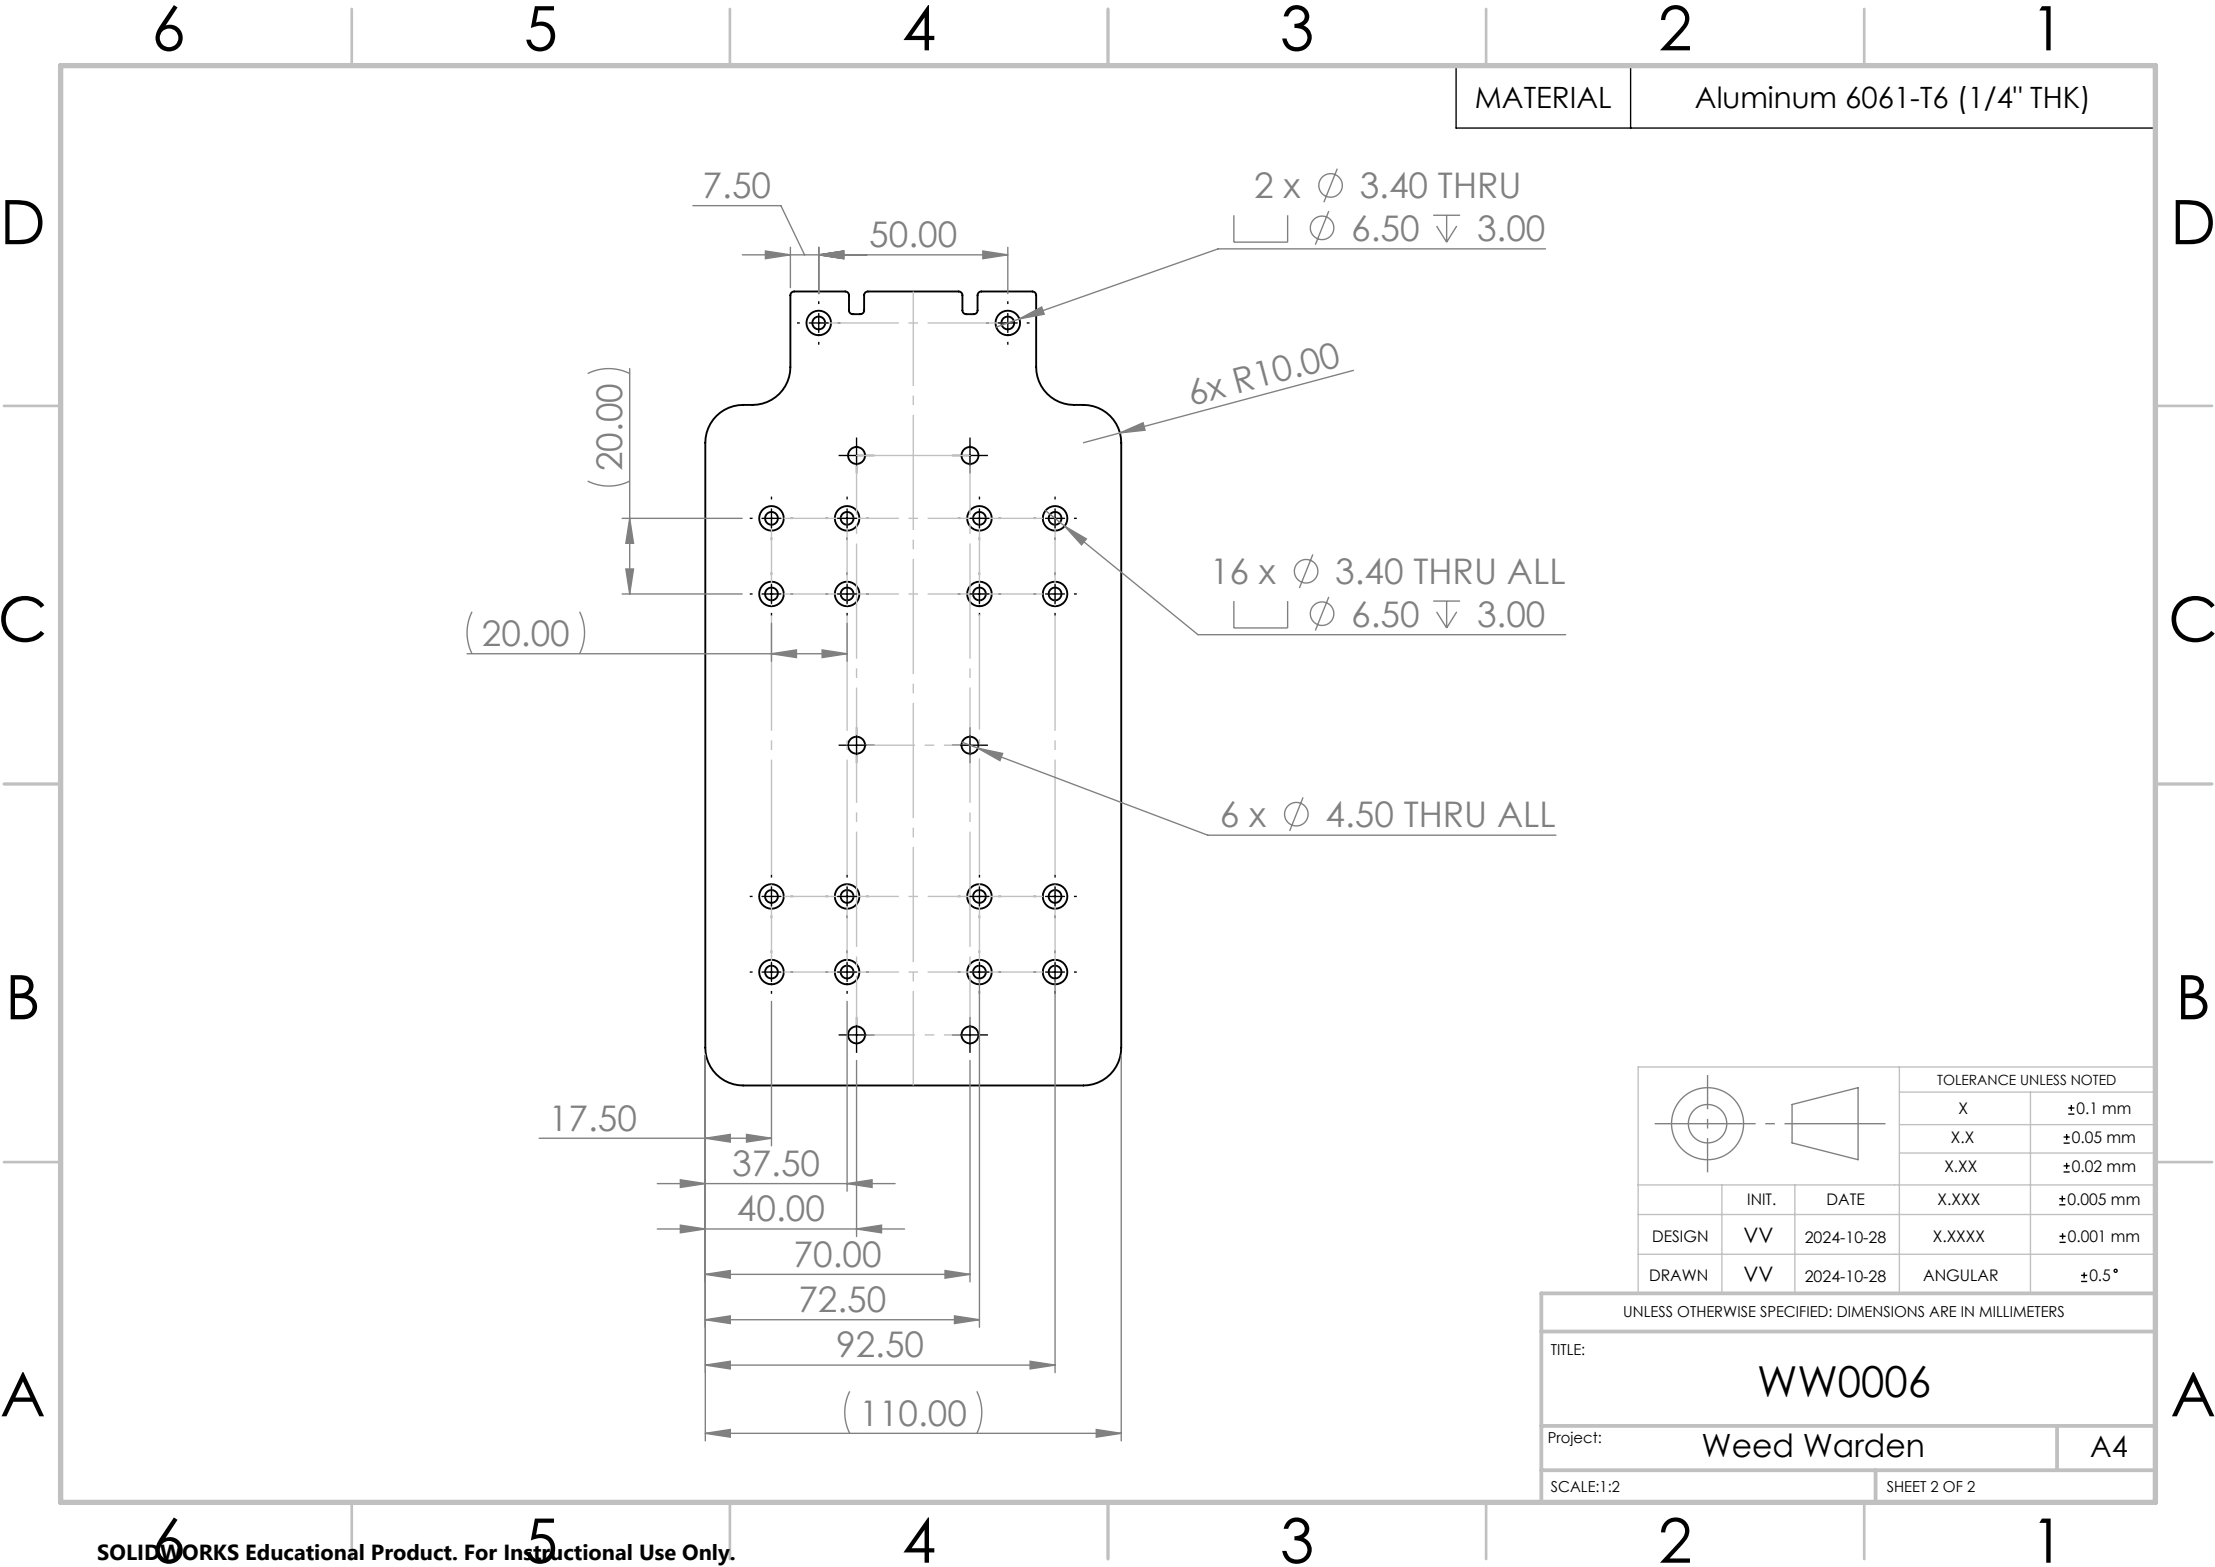 6 5 4 3 2 1
MATERIAL Aluminum 6061-T6 (1/4" THK)
7.50
50.00
2 x ∅ 3.40 THRU
⌴ ∅ 6.50 ↧ 3.00
D D
6x R10.00
(20.00)
16 x ∅ 3.40 THRU ALL
⌴ ∅ 6.50 ↧ 3.00
C C
(20.00)
6 x ∅ 4.50 THRU ALL
B B
17.50
37.50
40.00
70.00
72.50
92.50
(110.00)
A A
TOLERANCE UNLESS NOTED
X ±0.1 mm
X.X ±0.05 mm
X.XX ±0.02 mm
INIT. DATE X.XXX ±0.005 mm
DESIGN VV 2024-10-28 X.XXXX ±0.001 mm
DRAWN VV 2024-10-28 ANGULAR ±0.5°
UNLESS OTHERWISE SPECIFIED: DIMENSIONS ARE IN MILLIMETERS
TITLE:
WW0006
Project: Weed Warden A4
SCALE:1:2 SHEET 2 OF 2
6 5 4 3 2 1
SOLIDWORKS Educational Product. For Instructional Use Only.